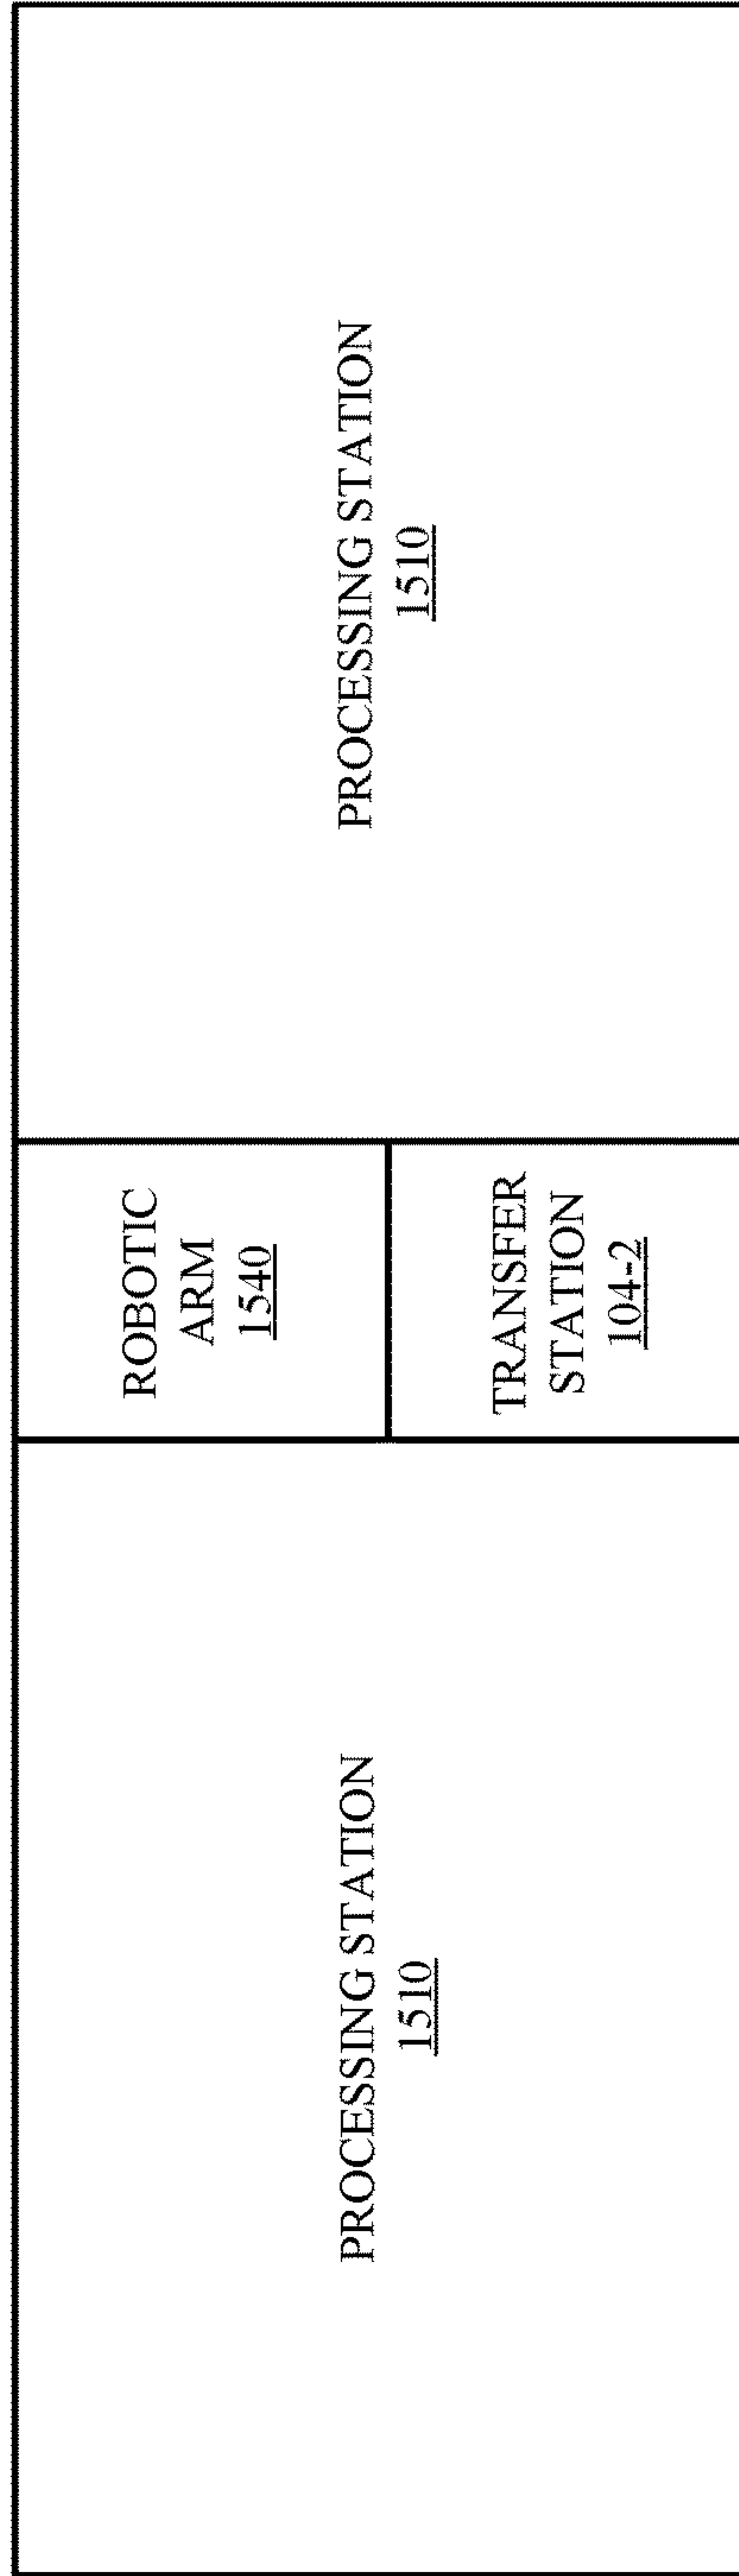 PROCESSING STATION
1510
ROBOTIC
ARM
1540
TRANSFER
STATION
104-2
PROCESSING STATION
1510